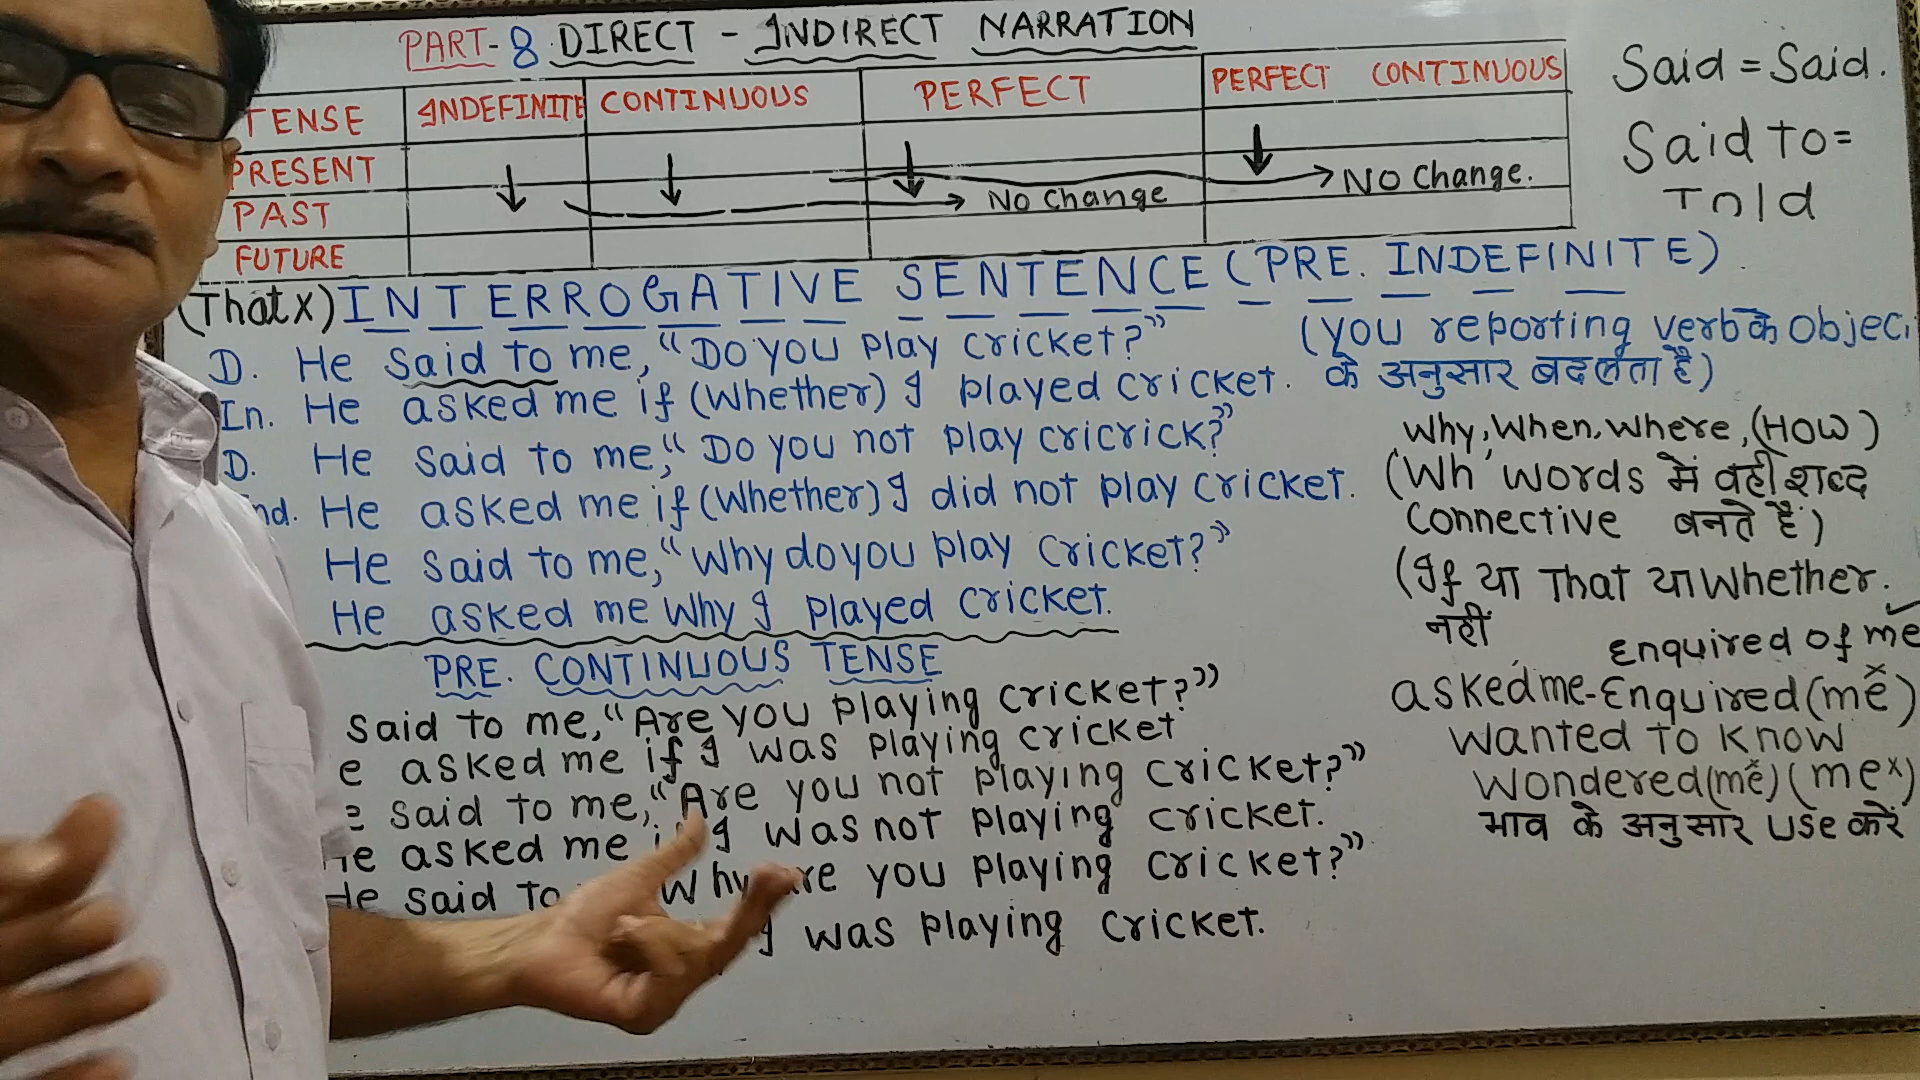 PART-8 DIRECT - INDIRECT NARRATION
TENSE INDEFINITE CONTINUOUS PERFECT PERFECT CONTINUOUS
PRESENT No Change.
PAST No Change
FUTURE
Said = Said.
Said to=
Told
(That x) INTERROGATIVE SENTENCE (PRE. INDEFINITE).
D. He said to me, "Do you play cricket?"
In. He asked me if (Whether) I played cricket.
D. He said to me, "Do you not play cricrick?"
Ind. He asked me if (Whether) I did not play cricket.
He said to me, "Why do you play cricket?"
He asked me why I played cricket.
(You reporting verb के object
के अनुसार बदलता है)
Why, When, Where, (HOW)
(Wh' words में वही शब्द
Connective बनते हैं)
(If या That या Whether.
नहीं
Enquired of me
asked me - Enquired (me x)
Wanted to know
Wondered (me x) (me x)
भाव के अनुसार use करें
PRE. CONTINUOUS TENSE
said to me, "Are you playing cricket?"
e asked me if I was playing cricket
e said to me, "Are you not playing cricket?"
He asked me I was not playing cricket.
He said to Why are you playing cricket?"
I was playing cricket.